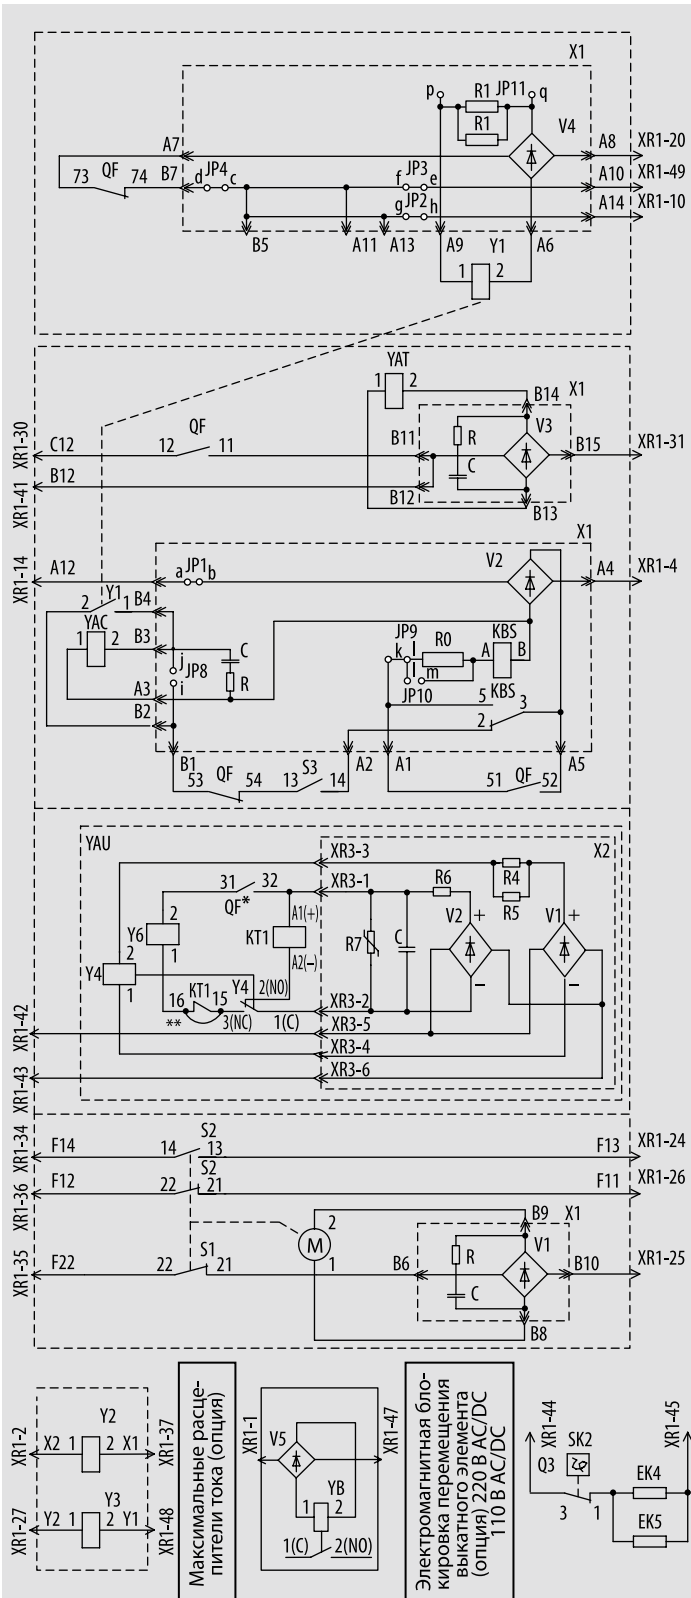 X1
p R1 JP11 q
R1
V4
A7 A8 XR1-20
73 QF 74 B7 d JP4 c f JP3 e A10 XR1-49
g JP2 h A14 XR1-10
B5 A11 A13 A9 Y1 A6
1 2
YAT
1 2 B14 X1
XR1-30 C12 12 QF 11 B11 R V3 B15 XR1-31
C
XR1-41 B12 B12 B13
X1
XR1-14 A12 a JP1 b V2 A4 XR1-4
2 Y1 1 B4
YAC
1 2 B3 C j JP8 JP9 R0 A KBS B
k m
A3 i R JP10 5 KBS
B2 2 3
B1 A2 A1 A5
53 QF 54 13 S3 14 51 QF 52
YAU XR3-3 X2
31 32 XR3-1 R6 R4
QF* R5
2 Y6 1 A1(+) KT1 A2(–) R7 C V2 + V1 +
2 Y4 1 – –
16 KT1 15 Y4 2(NO) XR3-2
** 3(NC) 1(C)
XR1-42 XR3-5
XR3-4
XR1-43 XR3-6
XR1-34 F14 14 S2 13 F13 XR1-24
XR1-36 F12 22 S2 21 F11 XR1-26
2 B9 X1
M V1
XR1-35 F22 22 S1 21 1 B6 R B10 XR1-25
C
B8
Y2
XR1-2 X2 1 2 X1 XR1-37
Y3
XR1-27 Y2 1 2 Y1 XR1-48
Максимальные расце-
пители тока (опция)
XR1-1 V5 XR1-47
YB
1 2
1(C) 2(NO)
Электромагнитная бло-
кировка перемещения
выкатного элемента
(опция) 220 В AC/DC
110 В AC/DC
XR1-44 XR1-45
Q3 SK2
3 1 EK4
EK5